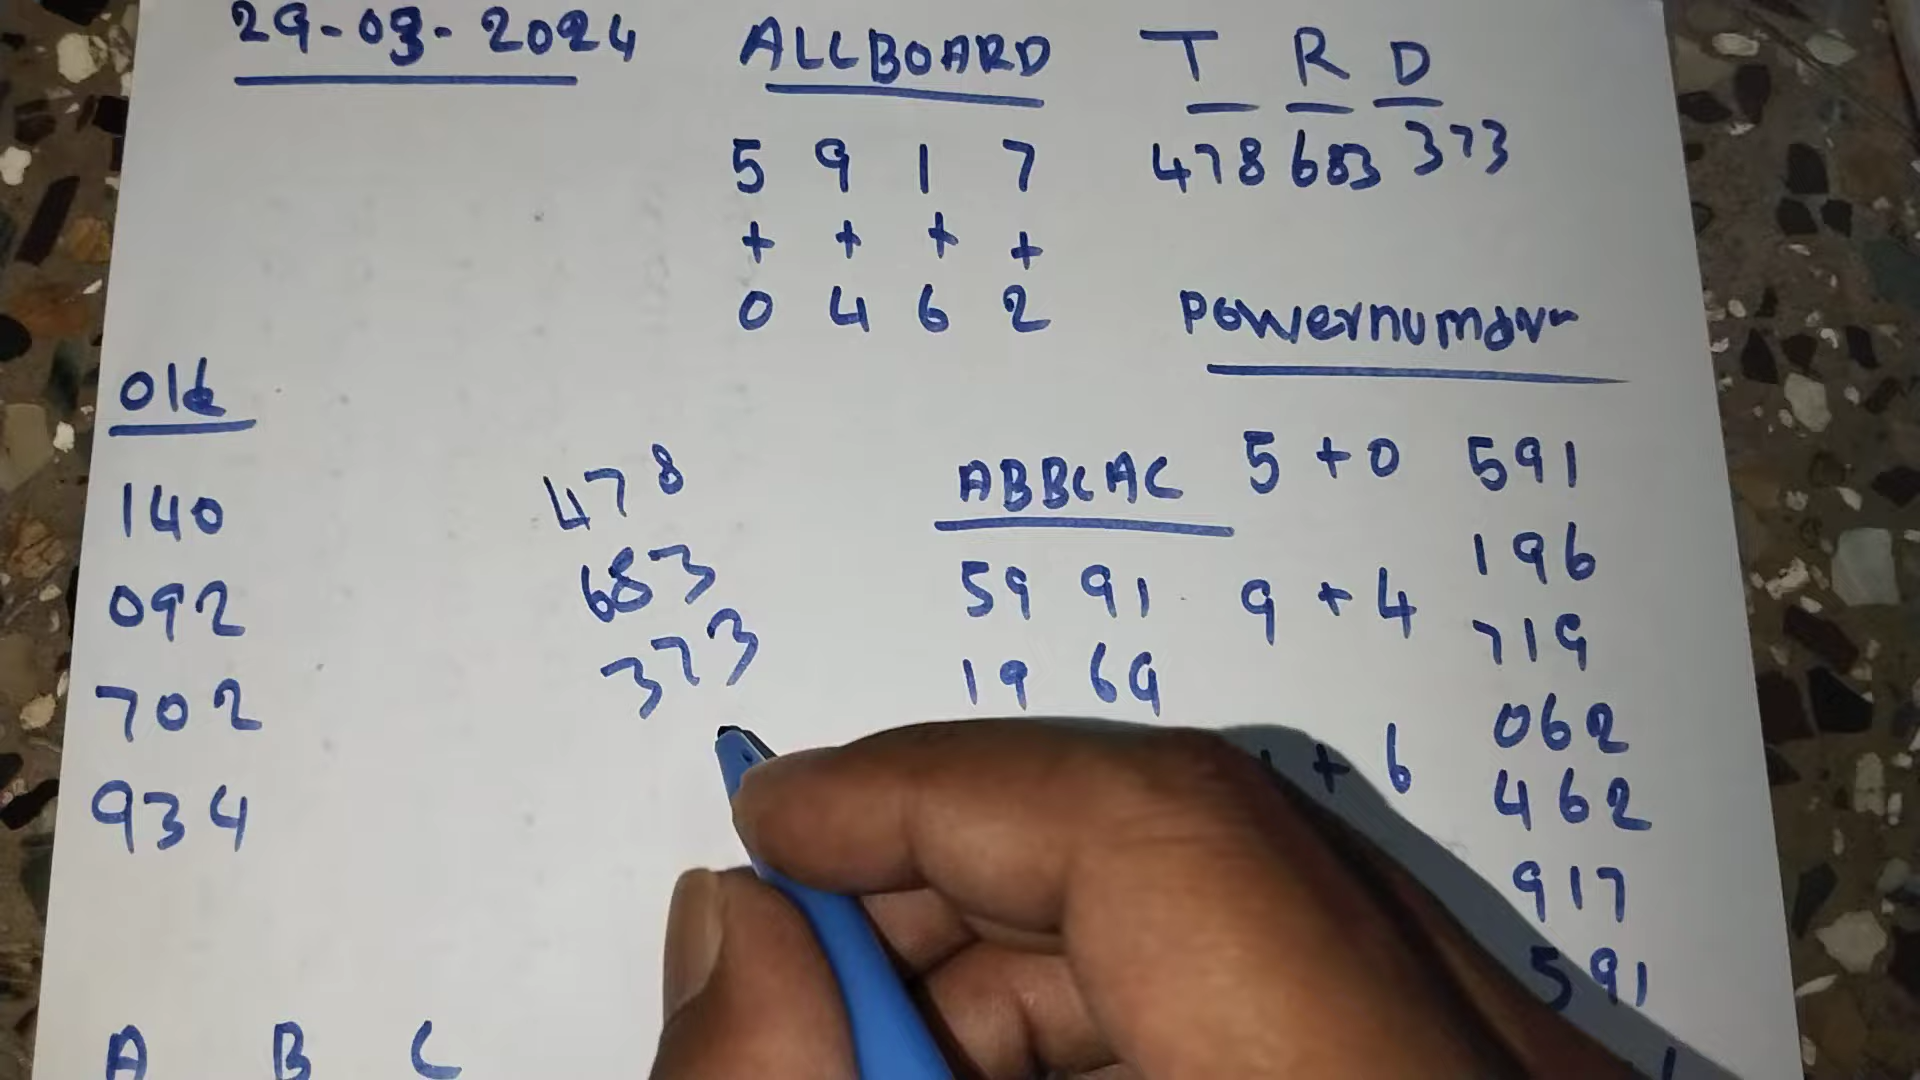 29-03-2024
ALLBOARD
5 9 1 7
+ + + +
0 4 6 2
T R D
478 683 373
Powernumar
Old
140
092
702
934
478
683
373
ABBCAC
59 91
19 69
5 + 0
9 + 4
+ 6
591
196
719
062
462
917
591
A B C